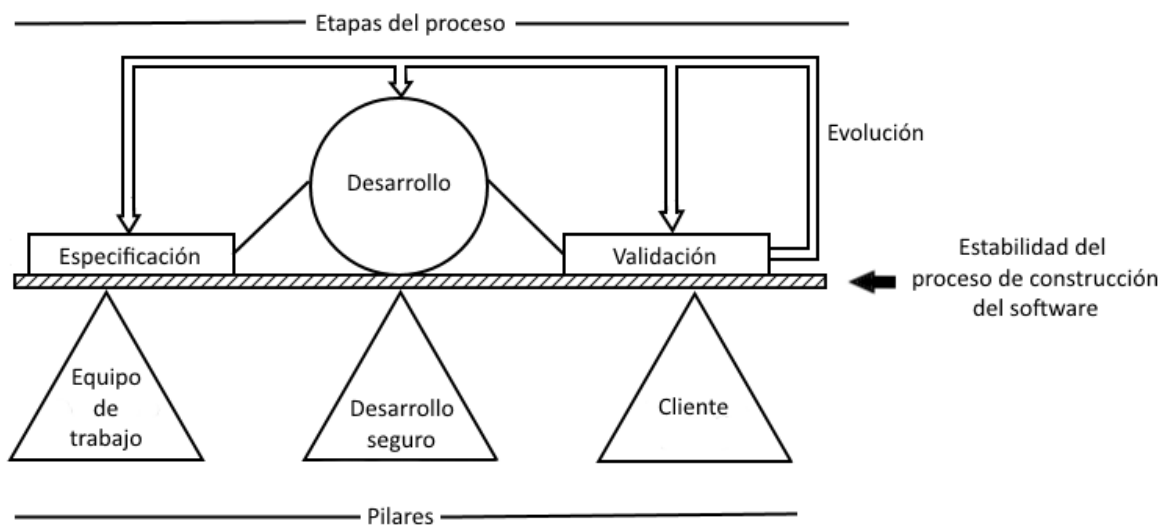 Etapas del proceso
Evolución
Desarrollo
Especificación
Validación
Estabilidad del
proceso de construcción
del software
Equipo
de
trabajo
Desarrollo
seguro
Cliente
Pilares